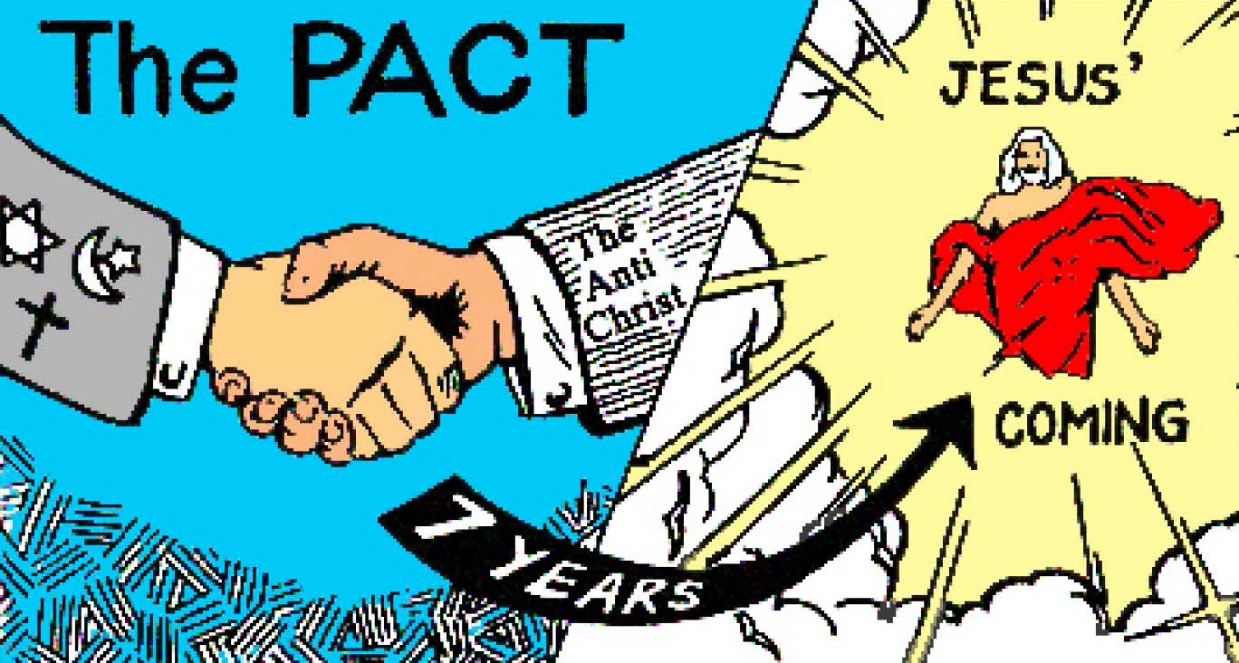 The PACT
The
Anti
Christ
7 YEARS
JESUS'
COMING